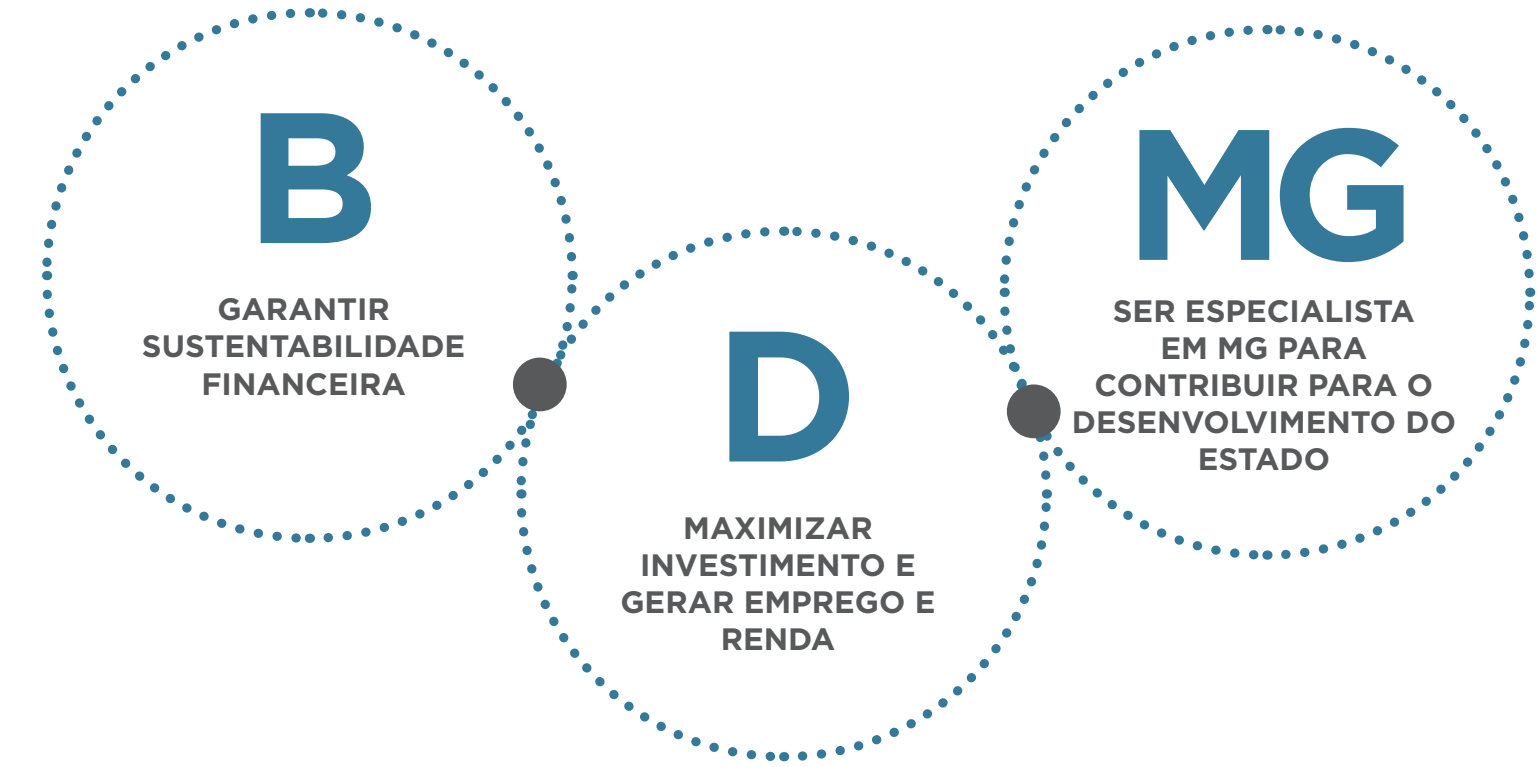 B
GARANTIR
SUSTENTABILIDADE
FINANCEIRA
D
MAXIMIZAR
INVESTIMENTO E
GERAR EMPREGO E
RENDA
MG
SER ESPECIALISTA
EM MG PARA
CONTRIBUIR PARA O
DESENVOLVIMENTO DO
ESTADO